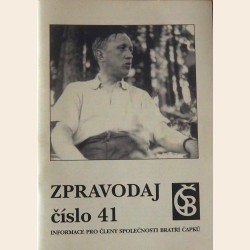 ZPRAVODAJ
číslo 41
INFORMACE PRO ČLENY SPOLEČNOSTI BRATŘÍ ČAPKŮ